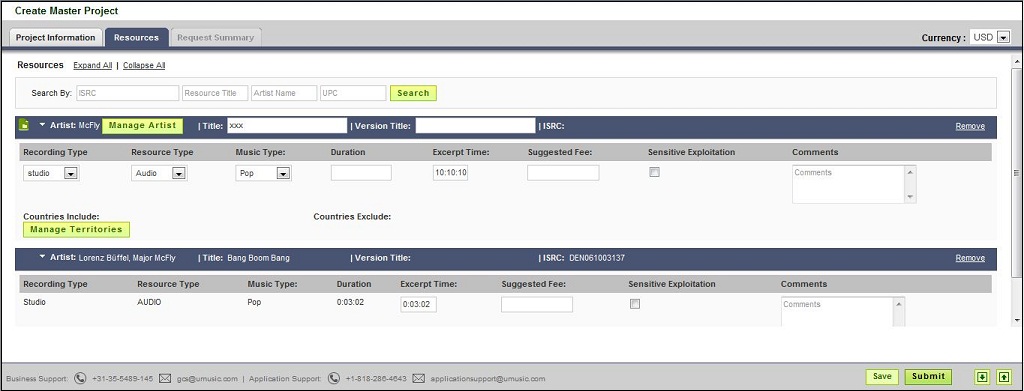 Create Master Project
Project Information Resources Request Summary Currency : USD
Resources Expand All | Collapse All
Search By: ISRC Resource Title Artist Name UPC Search
Artist: McFly Manage Artist | Title: xxx | Version Title: | ISRC: Remove
Recording Type Resource Type Music Type: Duration Excerpt Time: Suggested Fee: Sensitive Exploitation Comments
studio Audio Pop 10:10:10 Comments
Countries Include: Countries Exclude:
Manage Territories
Artist: Lorenz Büffel, Major McFly | Title: Bang Boom Bang | Version Title: | ISRC: DEN061003137 Remove
Recording Type Resource Type Music Type: Duration Excerpt Time: Suggested Fee: Sensitive Exploitation Comments
Studio AUDIO Pop 0:03:02 0:03:02 Comments
Business Support: +31-35-5489-145 gcs@umusic.com | Application Support: +1-818-286-4643 applicationsupport@umusic.com Save Submit